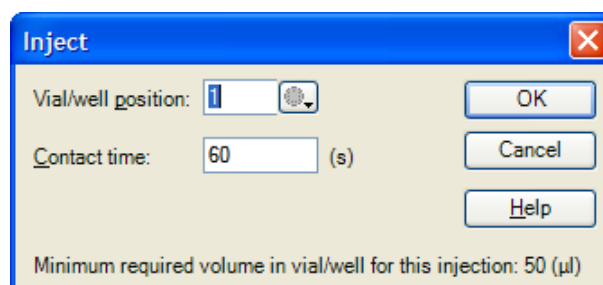 Inject
Vial/well position: 1
OK
Contact time: 60 (s)
Cancel
Help
Minimum required volume in vial/well for this injection: 50 (µl)